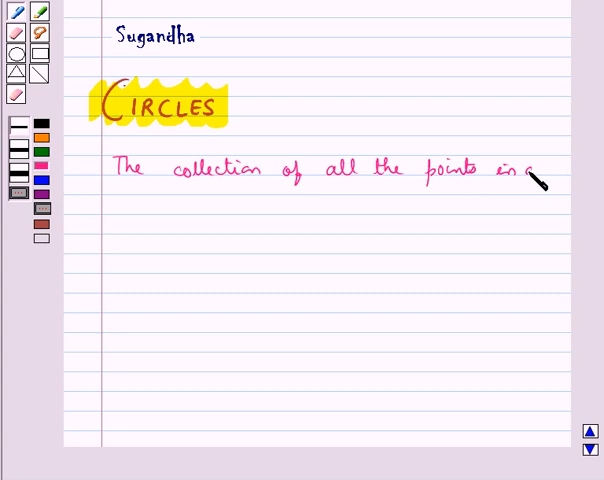 Sugandha
CIRCLES
The collection of all the points in a